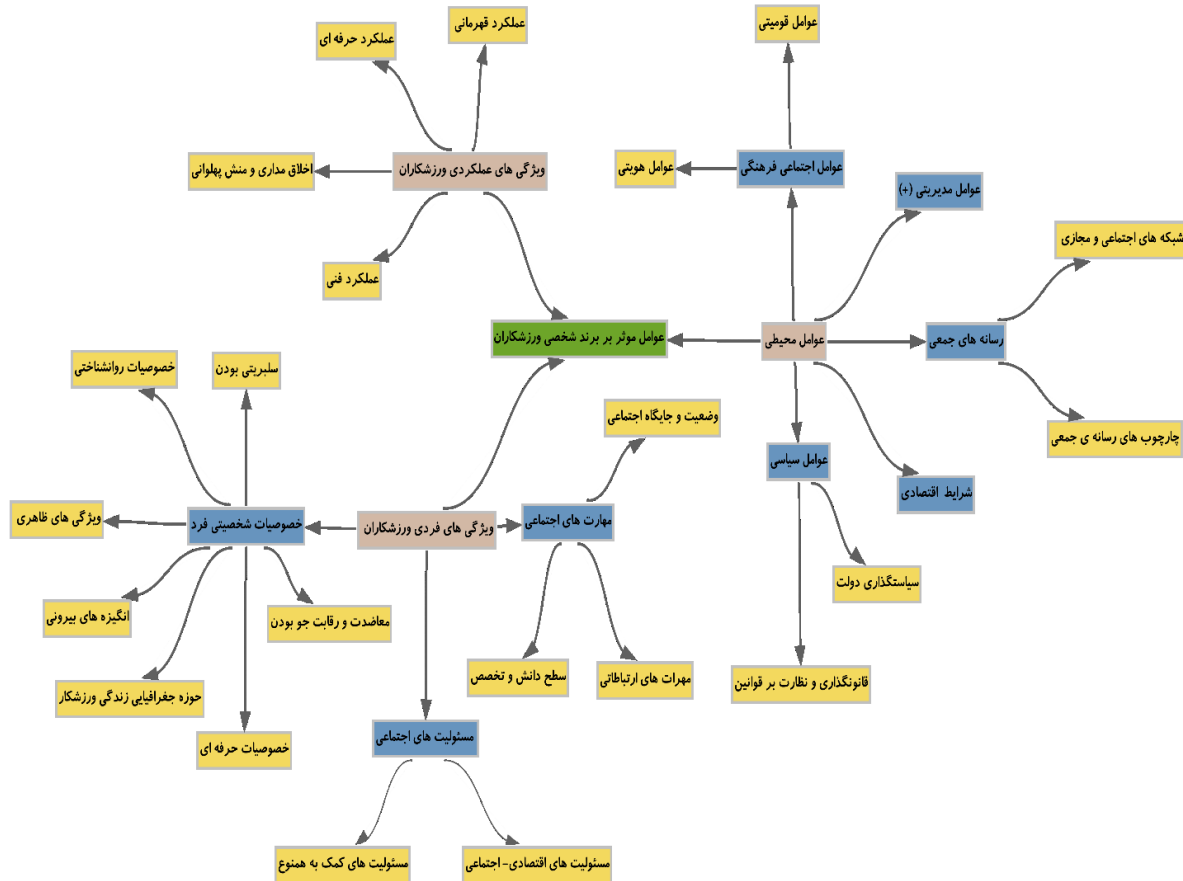 عملکرد قهرمانی
عملکرد حرفه ای
عوامل قومیتی
ویژگی های عملکردی ورزشکاران
اخلاق مداری و منش پهلوانی
عوامل اجتماعی فرهنگی
عوامل هویتی
عوامل مدیریتی (+)
شبکه های اجتماعی و مجازی
عملکرد فنی
عوامل موثر بر برند شخصی ورزشکاران
عوامل محیطی
رسانه های جمعی
سلبریتی بودن
خصوصیات روانشناختی
وضعیت و جایگاه اجتماعی
چارچوب های رسانه ی جمعی
عوامل سیاسی
شرایط اقتصادی
ویژگی های ظاهری
خصوصیات شخصیتی فرد
ویژگی های فردی ورزشکاران
مهارت های اجتماعی
سیاستگذاری دولت
انگیزه های بیرونی
معاضدت و رقابت جو بودن
سطح دانش و تخصص
مهرات های ارتباطاتی
قانونگذاری و نظارت بر قوانین
حوزه جغرافیایی زندگی ورزشکار
خصوصیات حرفه ای
مسئولیت های اجتماعی
مسئولیت های کمک به همنوع
مسئولیت های اقتصادی- اجتماعی